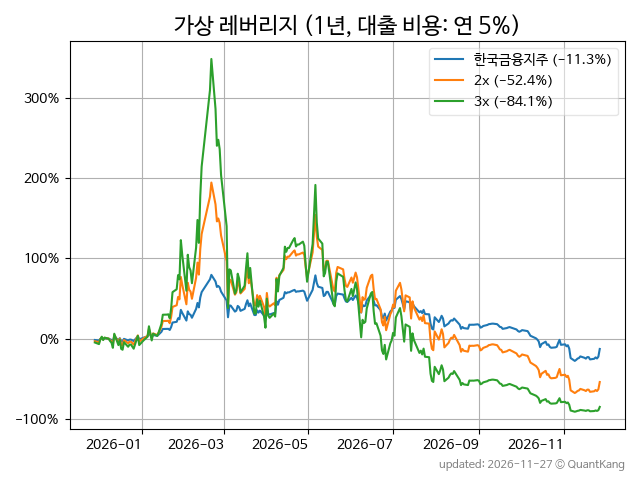 가상 레버리지 (1년, 대출 비용: 연 5%)
한국금융지주 (-11.3%)
2x (-52.4%)
3x (-84.1%)
300%
200%
100%
0%
-100%
2026-01 2026-03 2026-05 2026-07 2026-09 2026-11
updated: 2026-11-27 © QuantKang